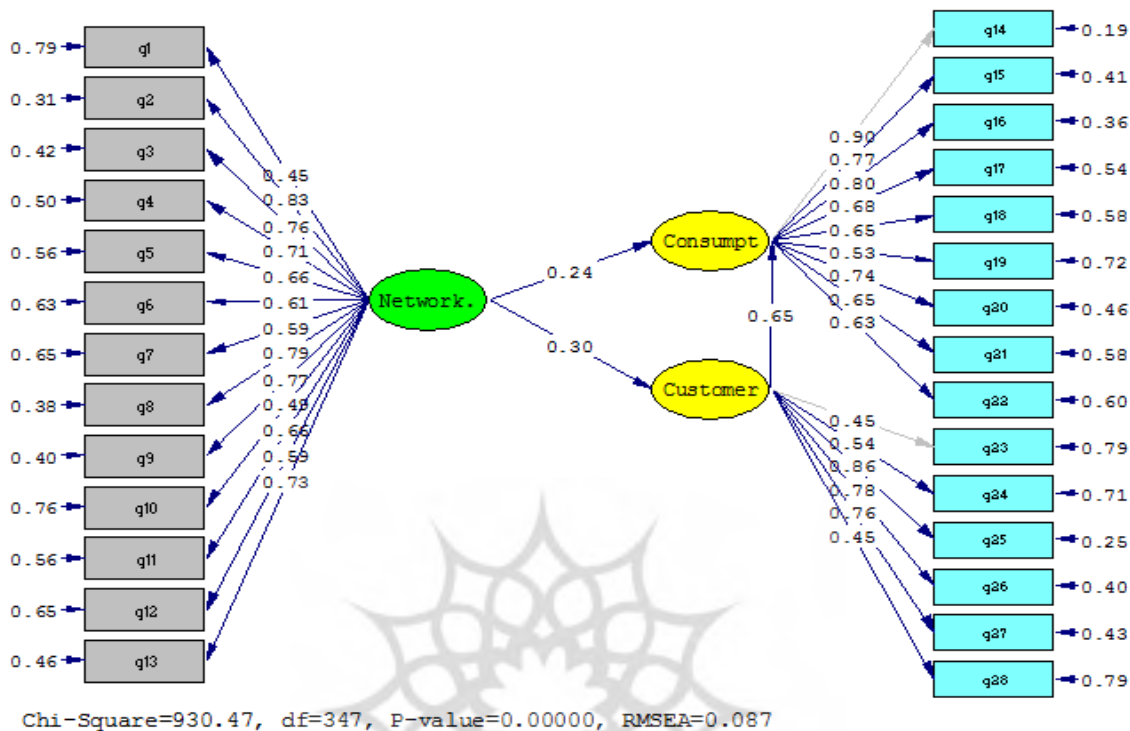 0.79
q1
0.31
q2
0.42
q3
0.50
q4
0.56
q5
0.63
q6
0.65
q7
0.38
q8
0.40
q9
0.76
q10
0.56
q11
0.65
q12
0.46
q13
0.45
0.83
0.76
0.71
0.66
0.61
0.59
0.79
0.77
0.49
0.66
0.59
0.73
Network.
0.24
0.30
Consumpt
0.65
Customer
0.90
0.77
0.80
0.68
0.65
0.53
0.74
0.65
0.63
0.45
0.54
0.86
0.78
0.76
0.45
q14
0.19
q15
0.41
q16
0.36
q17
0.54
q18
0.58
q19
0.72
q20
0.46
q21
0.58
q22
0.60
q23
0.79
q24
0.71
q25
0.25
q26
0.40
q27
0.43
q28
0.79
Chi-Square=930.47, df=347, P-value=0.00000, RMSEA=0.087